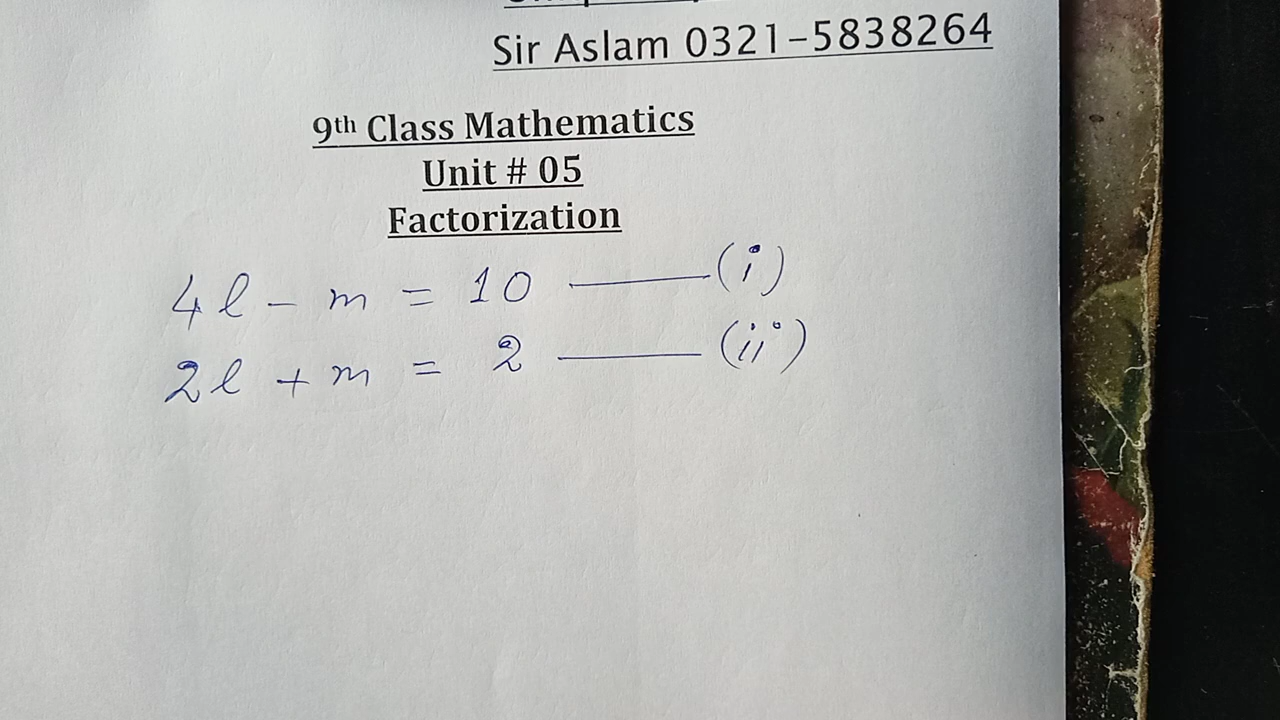 Sir Aslam 0321-5838264
9th Class Mathematics
Unit # 05
Factorization
4l - m = 10 ——— (i)
2l + m = 2 ——— (ii)